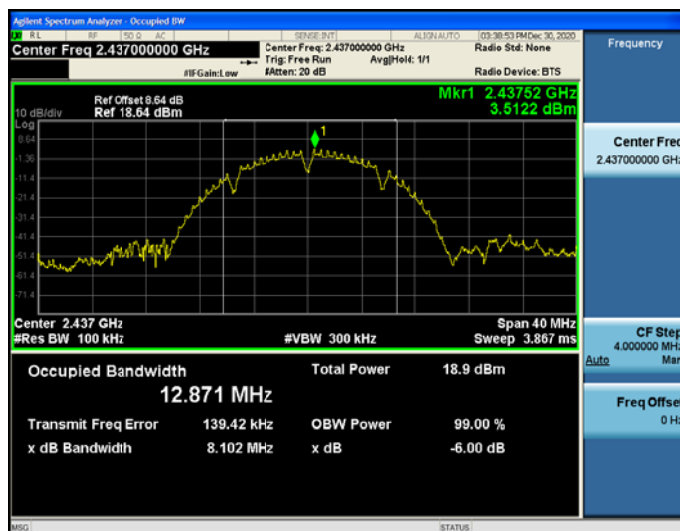 Agilent Spectrum Analyzer - Occupied BW
RL RF 50 Ω AC SENSE:INT ALIGN AUTO 03:38:53 PM Dec 30, 2020
Center Freq 2.437000000 GHz
Center Freq: 2.437000000 GHz
Radio Std: None
Trig: Free Run Avg|Hold: 1/1
#IFGain:Low #Atten: 20 dB Radio Device: BTS
Frequency
Ref Offset 8.64 dB
Mkr1 2.43752 GHz
10 dB/div Ref 18.64 dBm
3.5122 dBm
Log
8.64
1
-1.36
-11.4
-21.4
-31.4
-41.4
-51.4
-61.4
-71.4
Center 2.437 GHz
Span 40 MHz
#Res BW 100 kHz #VBW 300 kHz Sweep 3.867 ms
Center Freq
2.437000000 GHz
CF Step
4.000000 MHz
Auto Man
Freq Offset
0 Hz
Occupied Bandwidth Total Power 18.9 dBm
12.871 MHz
Transmit Freq Error 139.42 kHz OBW Power 99.00 %
x dB Bandwidth 8.102 MHz x dB -6.00 dB
MSG STATUS